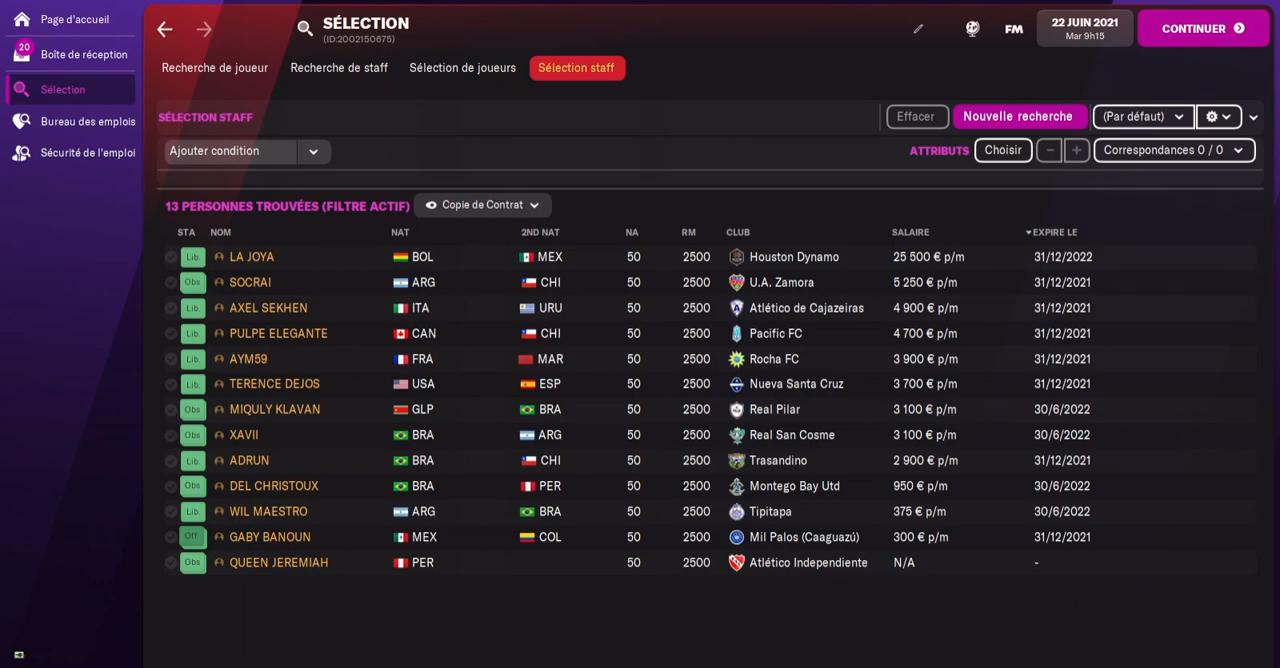 Page d'accueil
20
Boîte de réception
Sélection
Bureau des emplois
Sécurité de l'emploi
SÉLECTION
(ID:2002150675)
FM
22 JUIN 2021
Mar 9h15
CONTINUER
Recherche de joueur Recherche de staff Sélection de joueurs Sélection staff
SÉLECTION STAFF Effacer Nouvelle recherche (Par défaut)
Ajouter condition ATTRIBUTS Choisir - + Correspondances 0 / 0
13 PERSONNES TROUVÉES (FILTRE ACTIF) Copie de Contrat
STA NOM NAT 2ND NAT NA RM CLUB SALAIRE EXPIRE LE
Lib. LA JOYA BOL MEX 50 2500 Houston Dynamo 25 500 € p/m 31/12/2022
Obs SOCRAI ARG CHI 50 2500 U.A. Zamora 5 250 € p/m 31/12/2021
Lib. AXEL SEKHEN ITA URU 50 2500 Atlético de Cajazeiras 4 900 € p/m 31/12/2021
Lib. PULPE ELEGANTE CAN CHI 50 2500 Pacific FC 4 700 € p/m 31/12/2021
Lib. AYM59 FRA MAR 50 2500 Rocha FC 3 900 € p/m 31/12/2021
Lib. TERENCE DEJOS USA ESP 50 2500 Nueva Santa Cruz 3 700 € p/m 31/12/2021
Obs MIQULY KLAVAN GLP BRA 50 2500 Real Pilar 3 100 € p/m 30/6/2022
Obs XAVII BRA ARG 50 2500 Real San Cosme 3 100 € p/m 30/6/2022
Lib. ADRUN BRA CHI 50 2500 Trasandino 2 900 € p/m 31/12/2021
Obs DEL CHRISTOUX BRA PER 50 2500 Montego Bay Utd 950 € p/m 30/6/2022
Lib. WIL MAESTRO ARG BRA 50 2500 Tipitapa 375 € p/m 30/6/2022
Off GABY BANOUN MEX COL 50 2500 Mil Palos (Caaguazú) 300 € p/m 31/12/2021
Obs QUEEN JEREMIAH PER 50 2500 Atlético Independiente N/A -